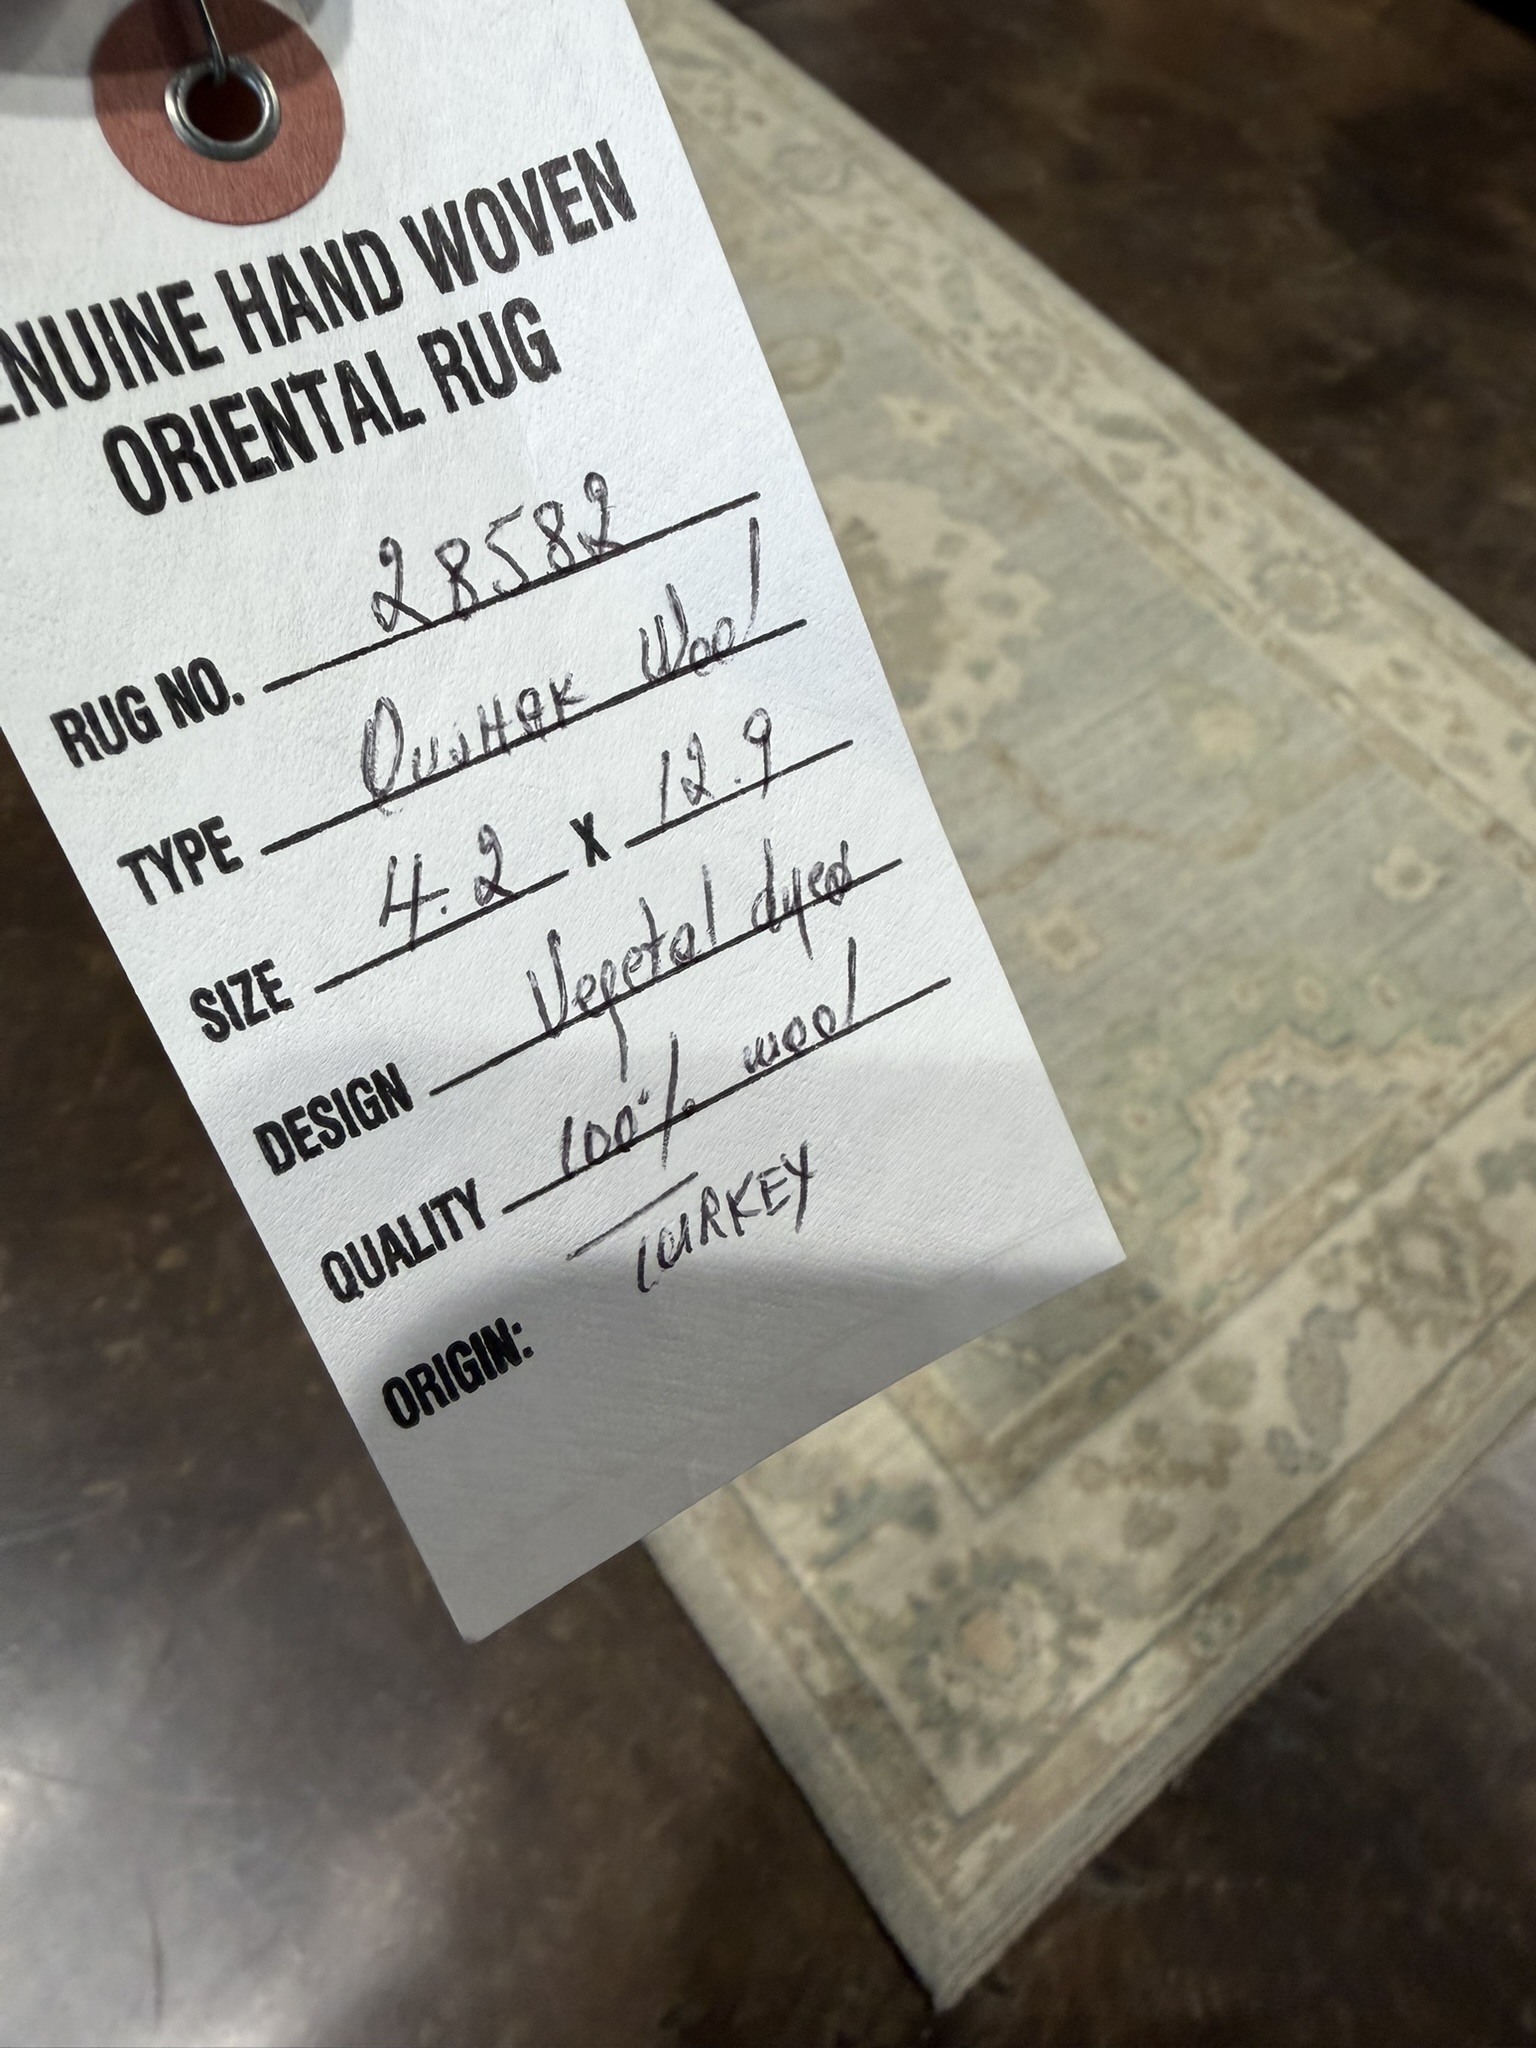 ENUINE HAND WOVEN
ORIENTAL RUG
RUG NO. 28582
TYPE OUSHAK Wool
SIZE 4.2 X 12.9
DESIGN Vegetal dyed
QUALITY 100% wool
ORIGIN: TURKEY